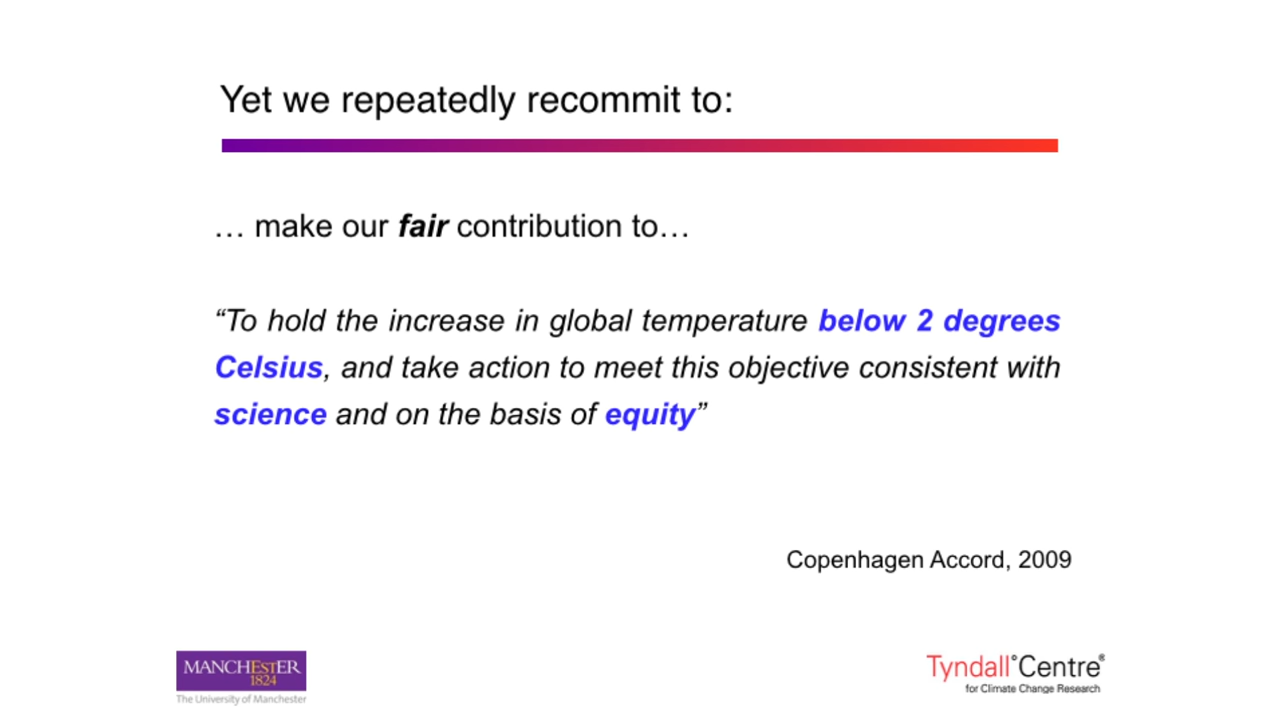 Yet we repeatedly recommit to:
… make our fair contribution to…
“To hold the increase in global temperature below 2 degrees
Celsius, and take action to meet this objective consistent with
science and on the basis of equity”
Copenhagen Accord, 2009
MANCHESTER
1824
The University of Manchester
Tyndall°Centre®
for Climate Change Research